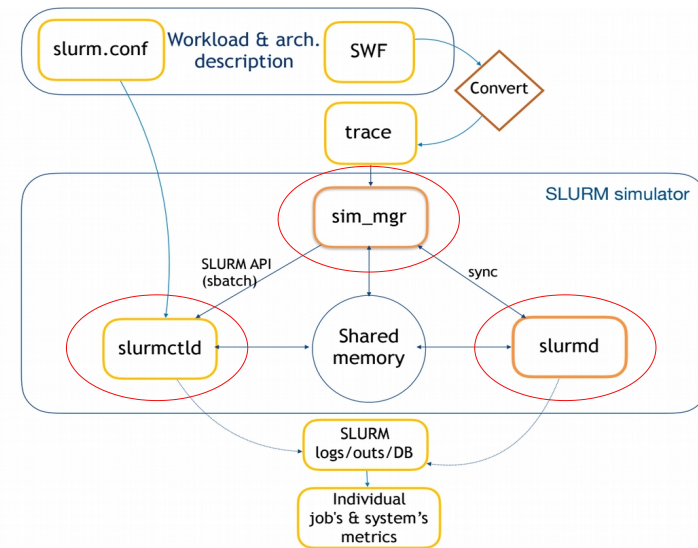 slurm.conf
Workload & arch.
description
SWF
Convert
trace
SLURM simulator
sim_mgr
SLURM API
(sbatch)
sync
slurmctld
Shared
memory
slurmd
SLURM
logs/outs/DB
Individual
job's & system's
metrics